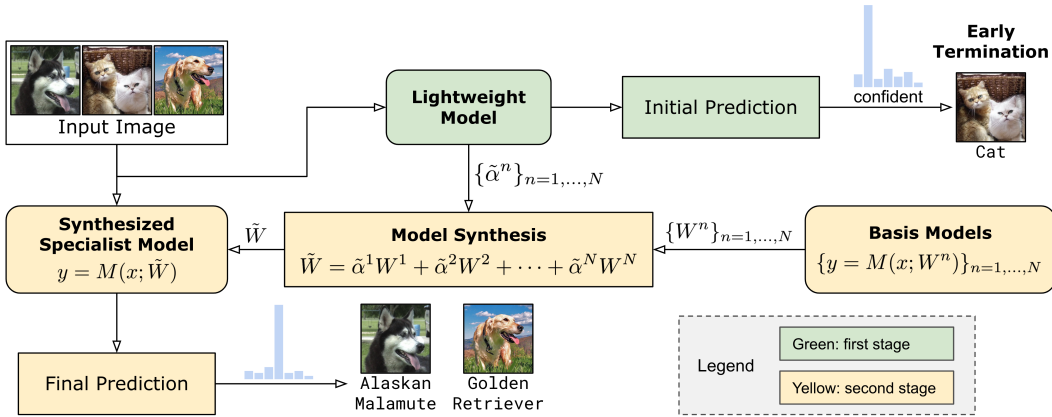 Input Image
Lightweight
Model
Initial Prediction
confident
Early
Termination
Cat
{α̃ⁿ}ₙ₌₁,...,N
Synthesized
Specialist Model
y = M(x; W̃)
W̃
Model Synthesis
W̃ = α̃¹W¹ + α̃²W² + ··· + α̃ᴺWᴺ
{Wⁿ}ₙ₌₁,...,N
Basis Models
{y = M(x; Wⁿ)}ₙ₌₁,...,N
Final Prediction
Alaskan
Malamute
Golden
Retriever
Legend
Green: first stage
Yellow: second stage